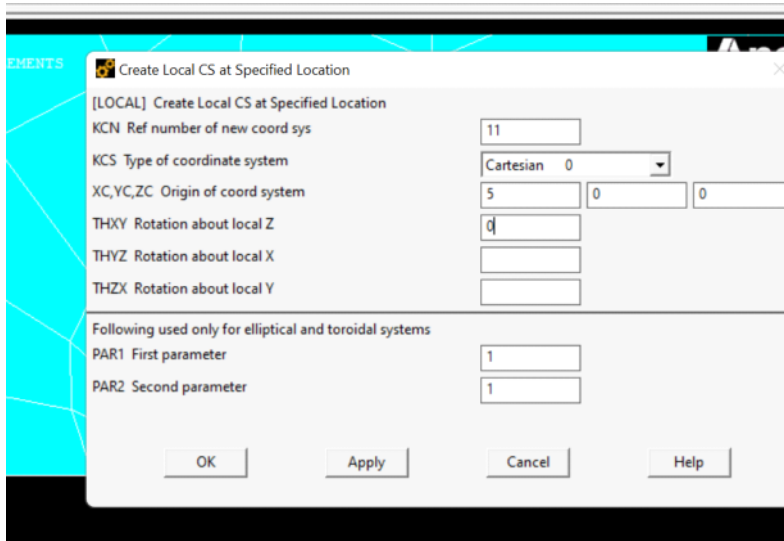 ELEMENTS
Create Local CS at Specified Location
[LOCAL] Create Local CS at Specified Location
KCN Ref number of new coord sys 11
KCS Type of coordinate system Cartesian 0
XC,YC,ZC Origin of coord system 5 0 0
THXY Rotation about local Z 0
THYZ Rotation about local X
THZX Rotation about local Y
Following used only for elliptical and toroidal systems
PAR1 First parameter 1
PAR2 Second parameter 1
OK Apply Cancel Help